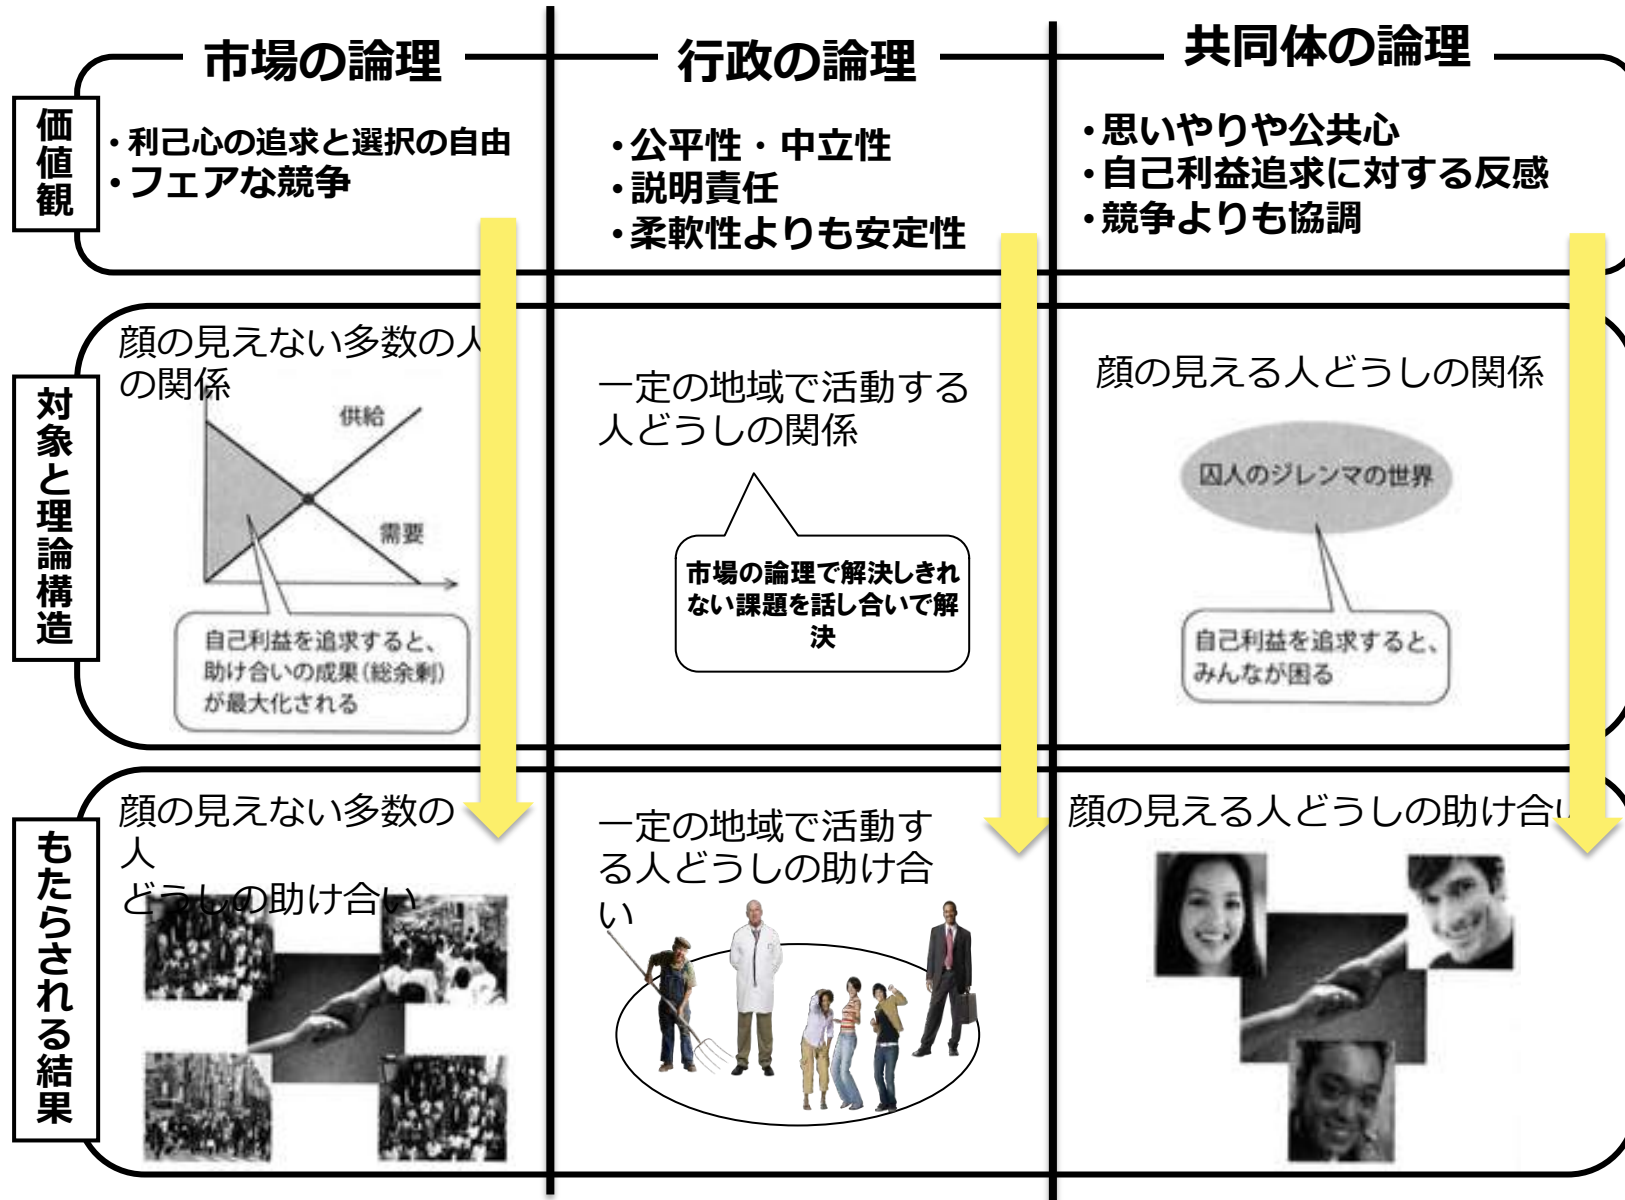 市場の論理
行政の論理
共同体の論理
価値観
・利己心の追求と選択の自由
・フェアな競争
・公平性・中立性
・説明責任
・柔軟性よりも安定性
・思いやりや公共心
・自己利益追求に対する反感
・競争よりも協調
対象と理論構造
顔の見えない多数の人
の関係
供給
需要
自己利益を追求すると、
助け合いの成果(総余剰)
が最大化される
一定の地域で活動する
人どうしの関係
市場の論理で解決しきれ
ない課題を話し合いで解
決
顔の見える人どうしの関係
囚人のジレンマの世界
自己利益を追求すると、
みんなが困る
もたらされる結果
顔の見えない多数の
人
どうしの助け合い
一定の地域で活動す
る人どうしの助け合
い
顔の見える人どうしの助け合い